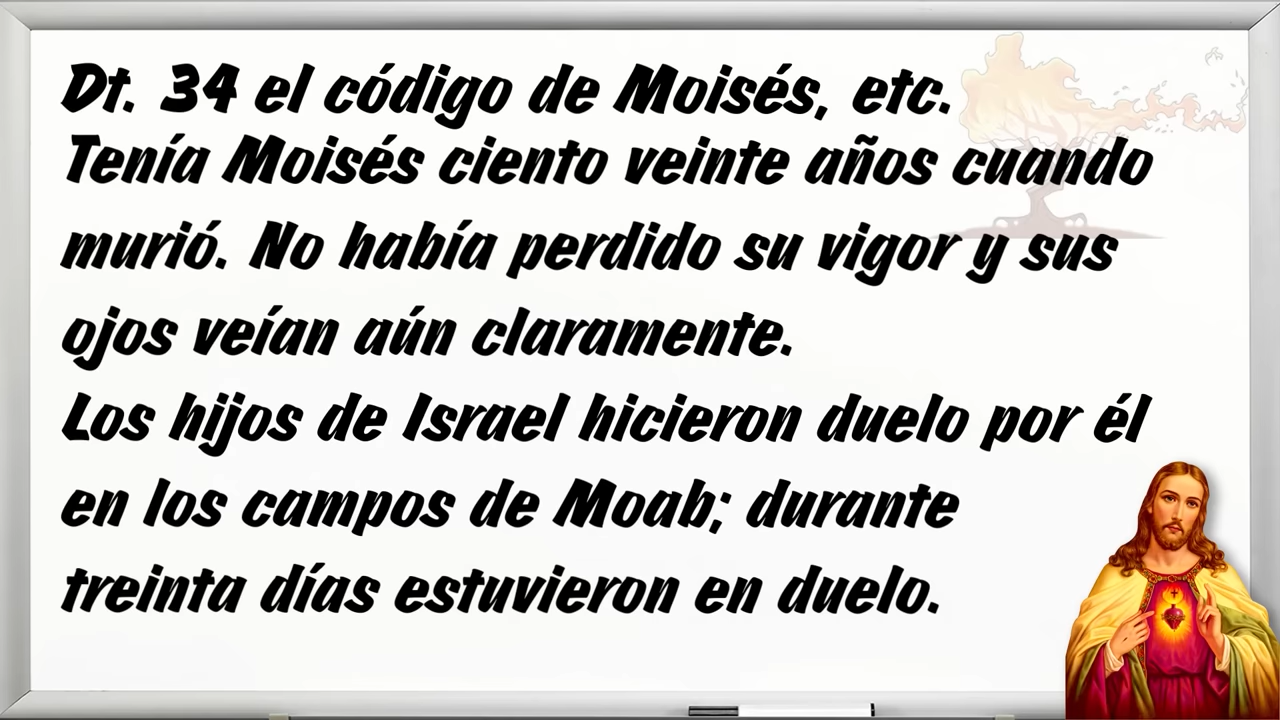 Dt. 34 el código de Moisés, etc.
Tenía Moisés ciento veinte años cuando
murió. No había perdido su vigor y sus
ojos veían aún claramente.
Los hijos de Israel hicieron duelo por él
en los campos de Moab; durante
treinta días estuvieron en duelo.